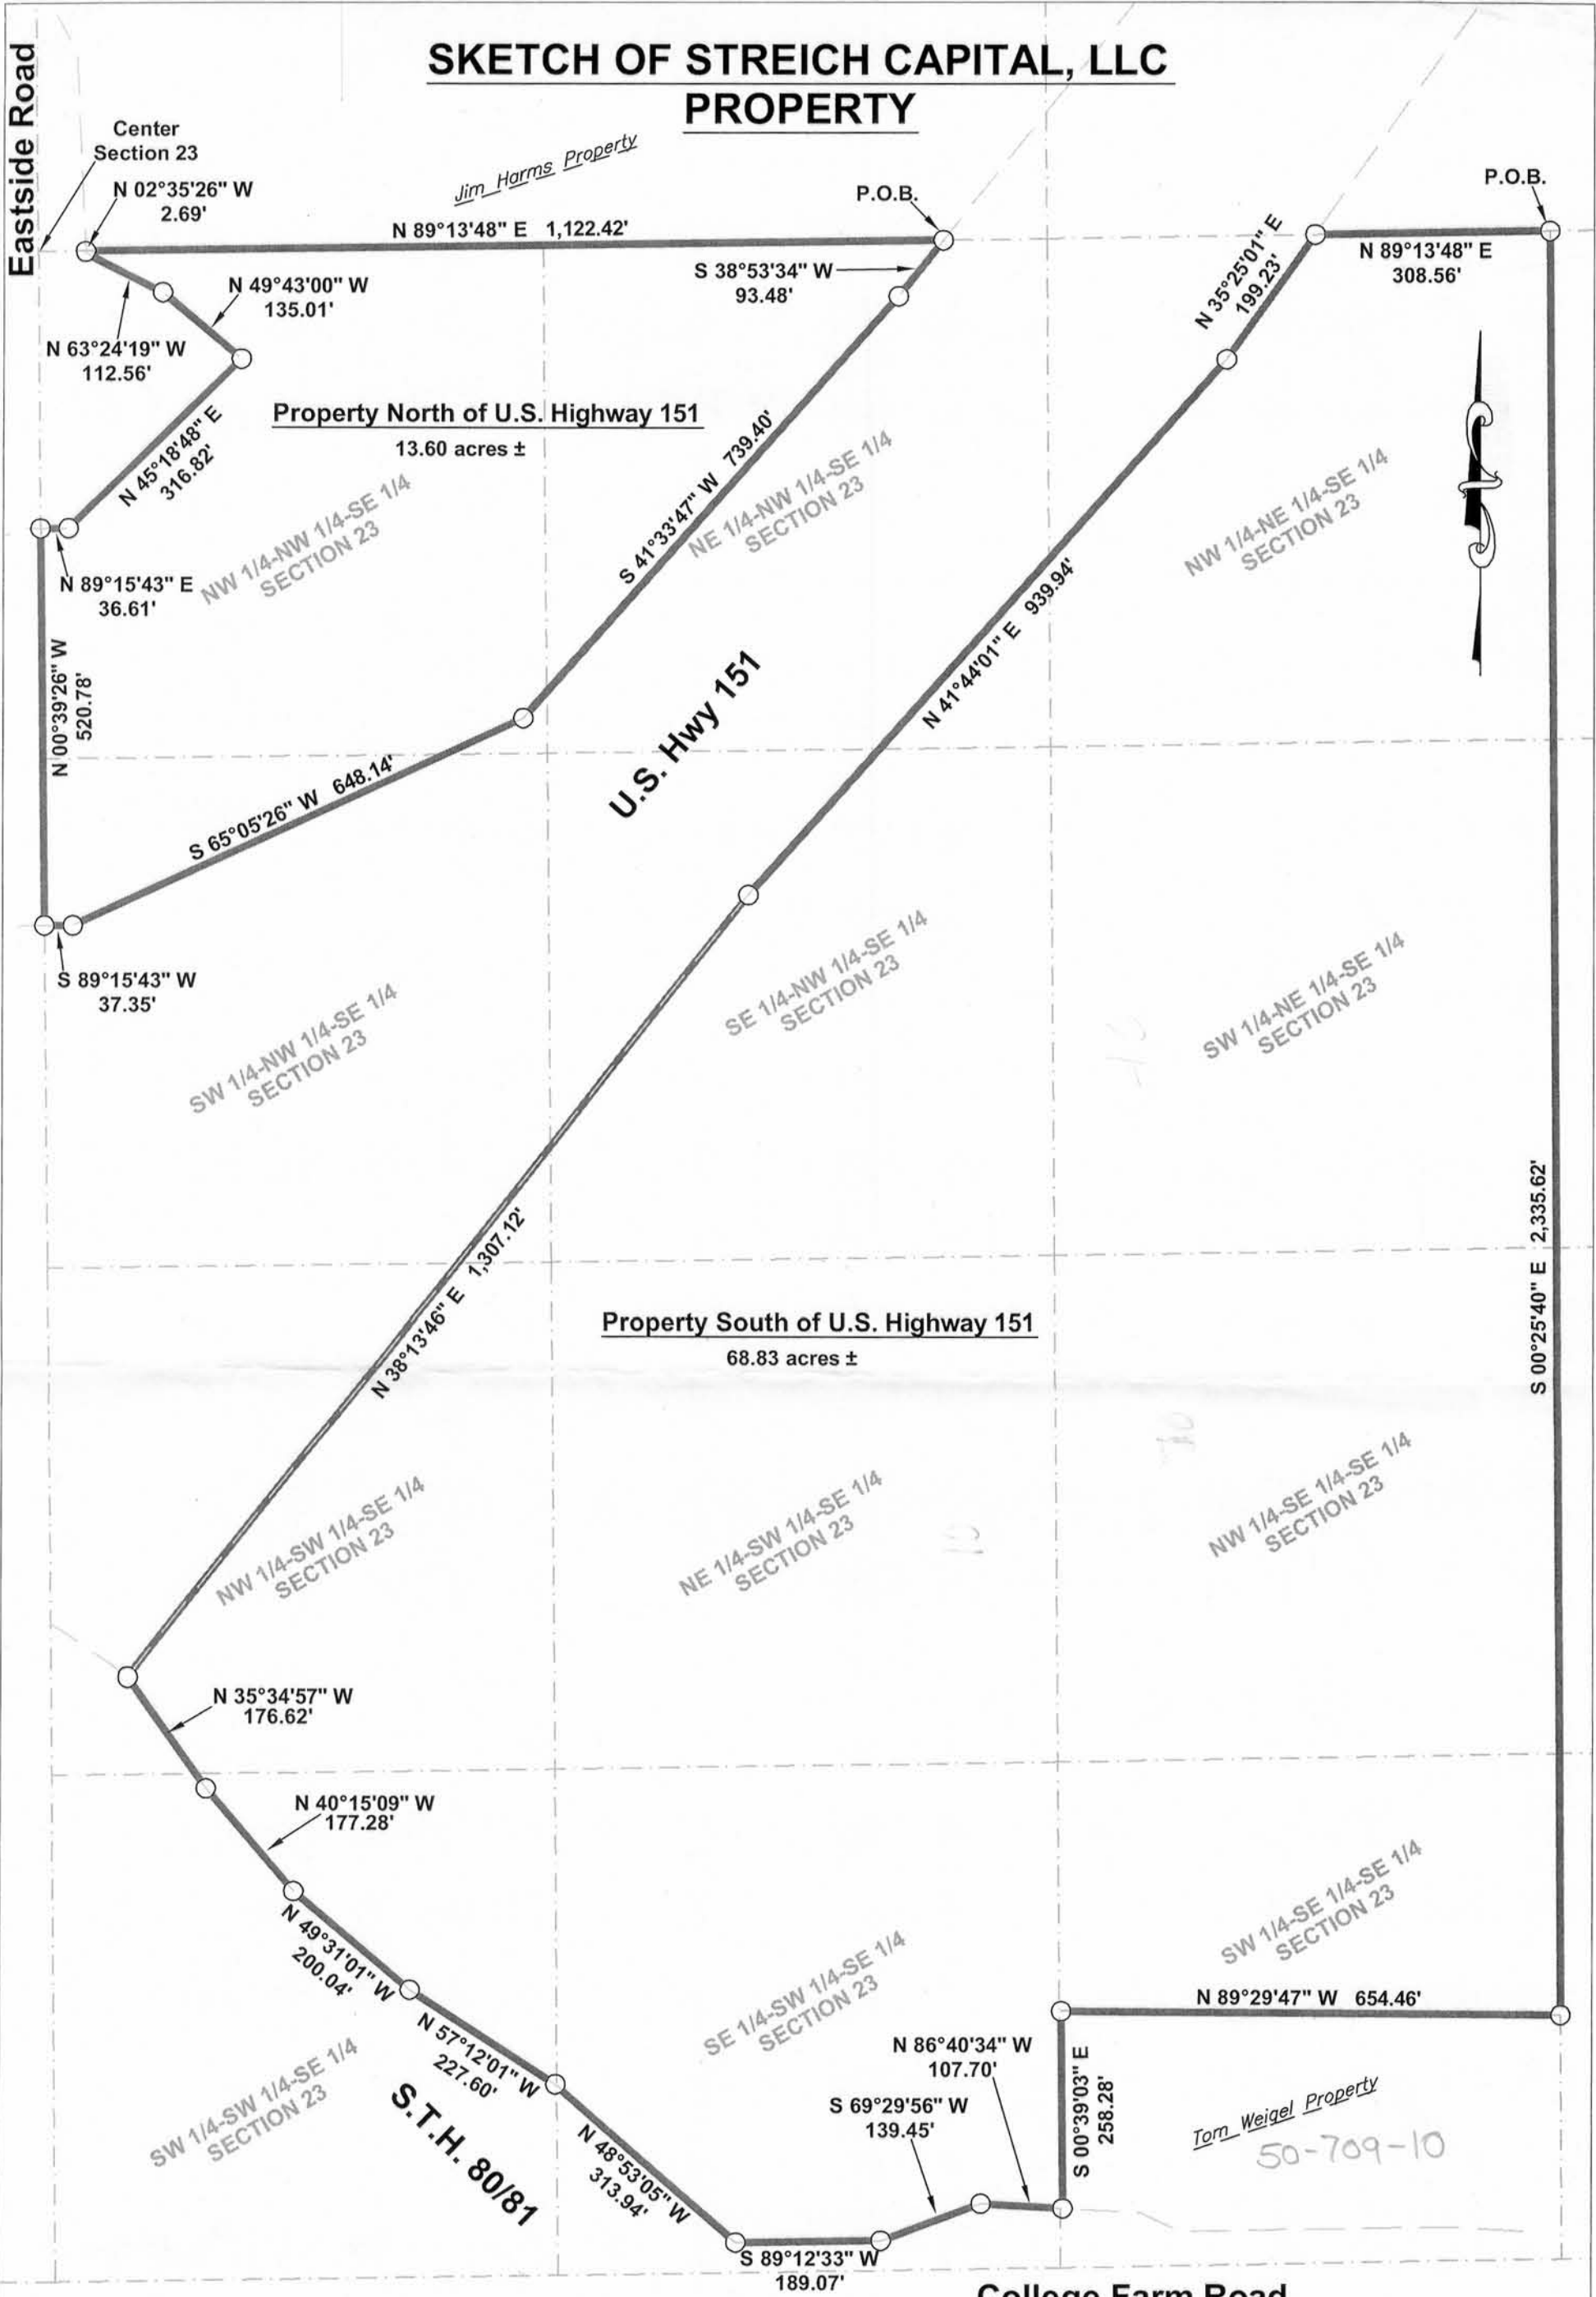 SKETCH OF STREICH CAPITAL, LLC
PROPERTY
Eastside Road
Center
Section 23
N 02°35'26" W
2.69'
Jim Harms Property
N 89°13'48" E 1,122.42'
P.O.B.
S 38°53'34" W
93.48'
N 35°25'01" E
199.23'
P.O.B.
N 89°13'48" E
308.56'
N 49°43'00" W
135.01'
N 63°24'19" W
112.56'
Property North of U.S. Highway 151
13.60 acres ±
N 45°18'48" E
316.82'
S 41°33'47" W 739.40'
NW 1/4-NW 1/4-SE 1/4
SECTION 23
NE 1/4-NW 1/4-SE 1/4
SECTION 23
NW 1/4-NE 1/4-SE 1/4
SECTION 23
N 89°15'43" E
36.61'
N 00°39'26" W
520.78'
U.S. Hwy 151
N 41°44'01" E 939.94'
S 65°05'26" W 648.14'
S 89°15'43" W
37.35'
SW 1/4-NW 1/4-SE 1/4
SECTION 23
SE 1/4-NW 1/4-SE 1/4
SECTION 23
SW 1/4-NE 1/4-SE 1/4
SECTION 23
S 00°25'40" E 2,335.62'
N 38°13'46" E 1,307.12'
Property South of U.S. Highway 151
68.83 acres ±
NW 1/4-SW 1/4-SE 1/4
SECTION 23
NE 1/4-SW 1/4-SE 1/4
SECTION 23
NW 1/4-SE 1/4-SE 1/4
SECTION 23
N 35°34'57" W
176.62'
N 40°15'09" W
177.28'
N 49°31'01" W
200.04'
N 57°12'01" W
227.60'
SE 1/4-SW 1/4-SE 1/4
SECTION 23
SW 1/4-SE 1/4-SE 1/4
SECTION 23
N 89°29'47" W 654.46'
N 86°40'34" W
107.70'
S 69°29'56" W
139.45'
S 00°39'03" E
258.28'
Tom Weigel Property
50-709-10
SW 1/4-SW 1/4-SE 1/4
SECTION 23
S.T.H. 80/81
N 48°53'05" W
313.94'
S 89°12'33" W
189.07'
College Farm Road